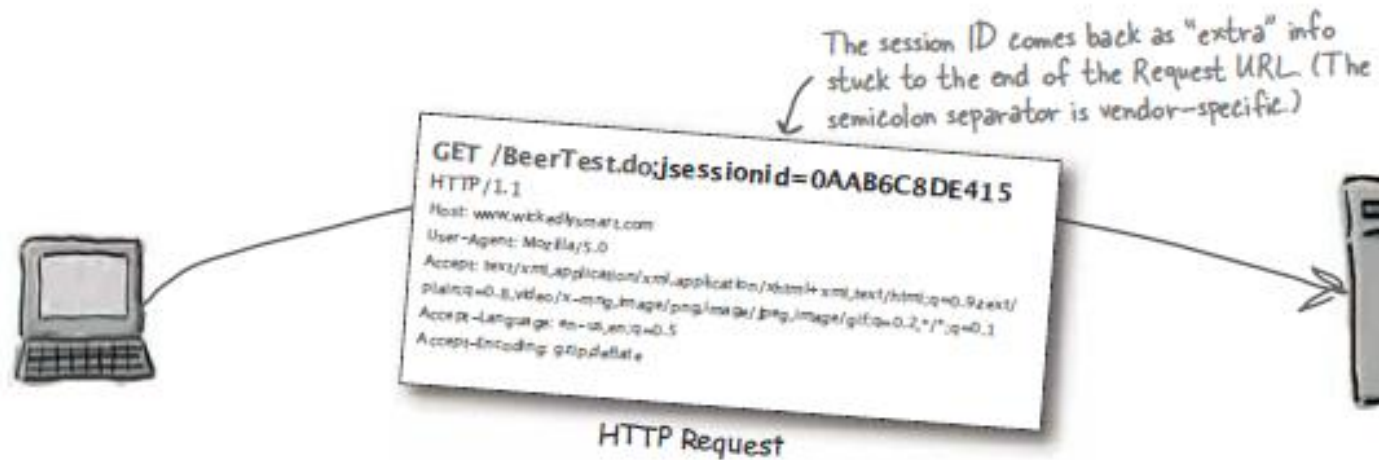 The session ID comes back as "extra" info
stuck to the end of the Request URL. (The
semicolon separator is vendor-specific.)
GET /BeerTest.do;jsessionid=0AAB6C8DE415
HTTP/1.1
Host: www.wickedlysmart.com
User-Agent: Mozilla/5.0
Accept: text/xml,application/xml,application/xhtml+xml,text/html;q=0.9,text/
plain;q=0.8,video/x-mng,image/png,image/jpeg,image/gif;q=0.2,*/*;q=0.1
Accept-Language: en-us,en;q=0.5
Accept-Encoding: gzip,deflate
HTTP Request